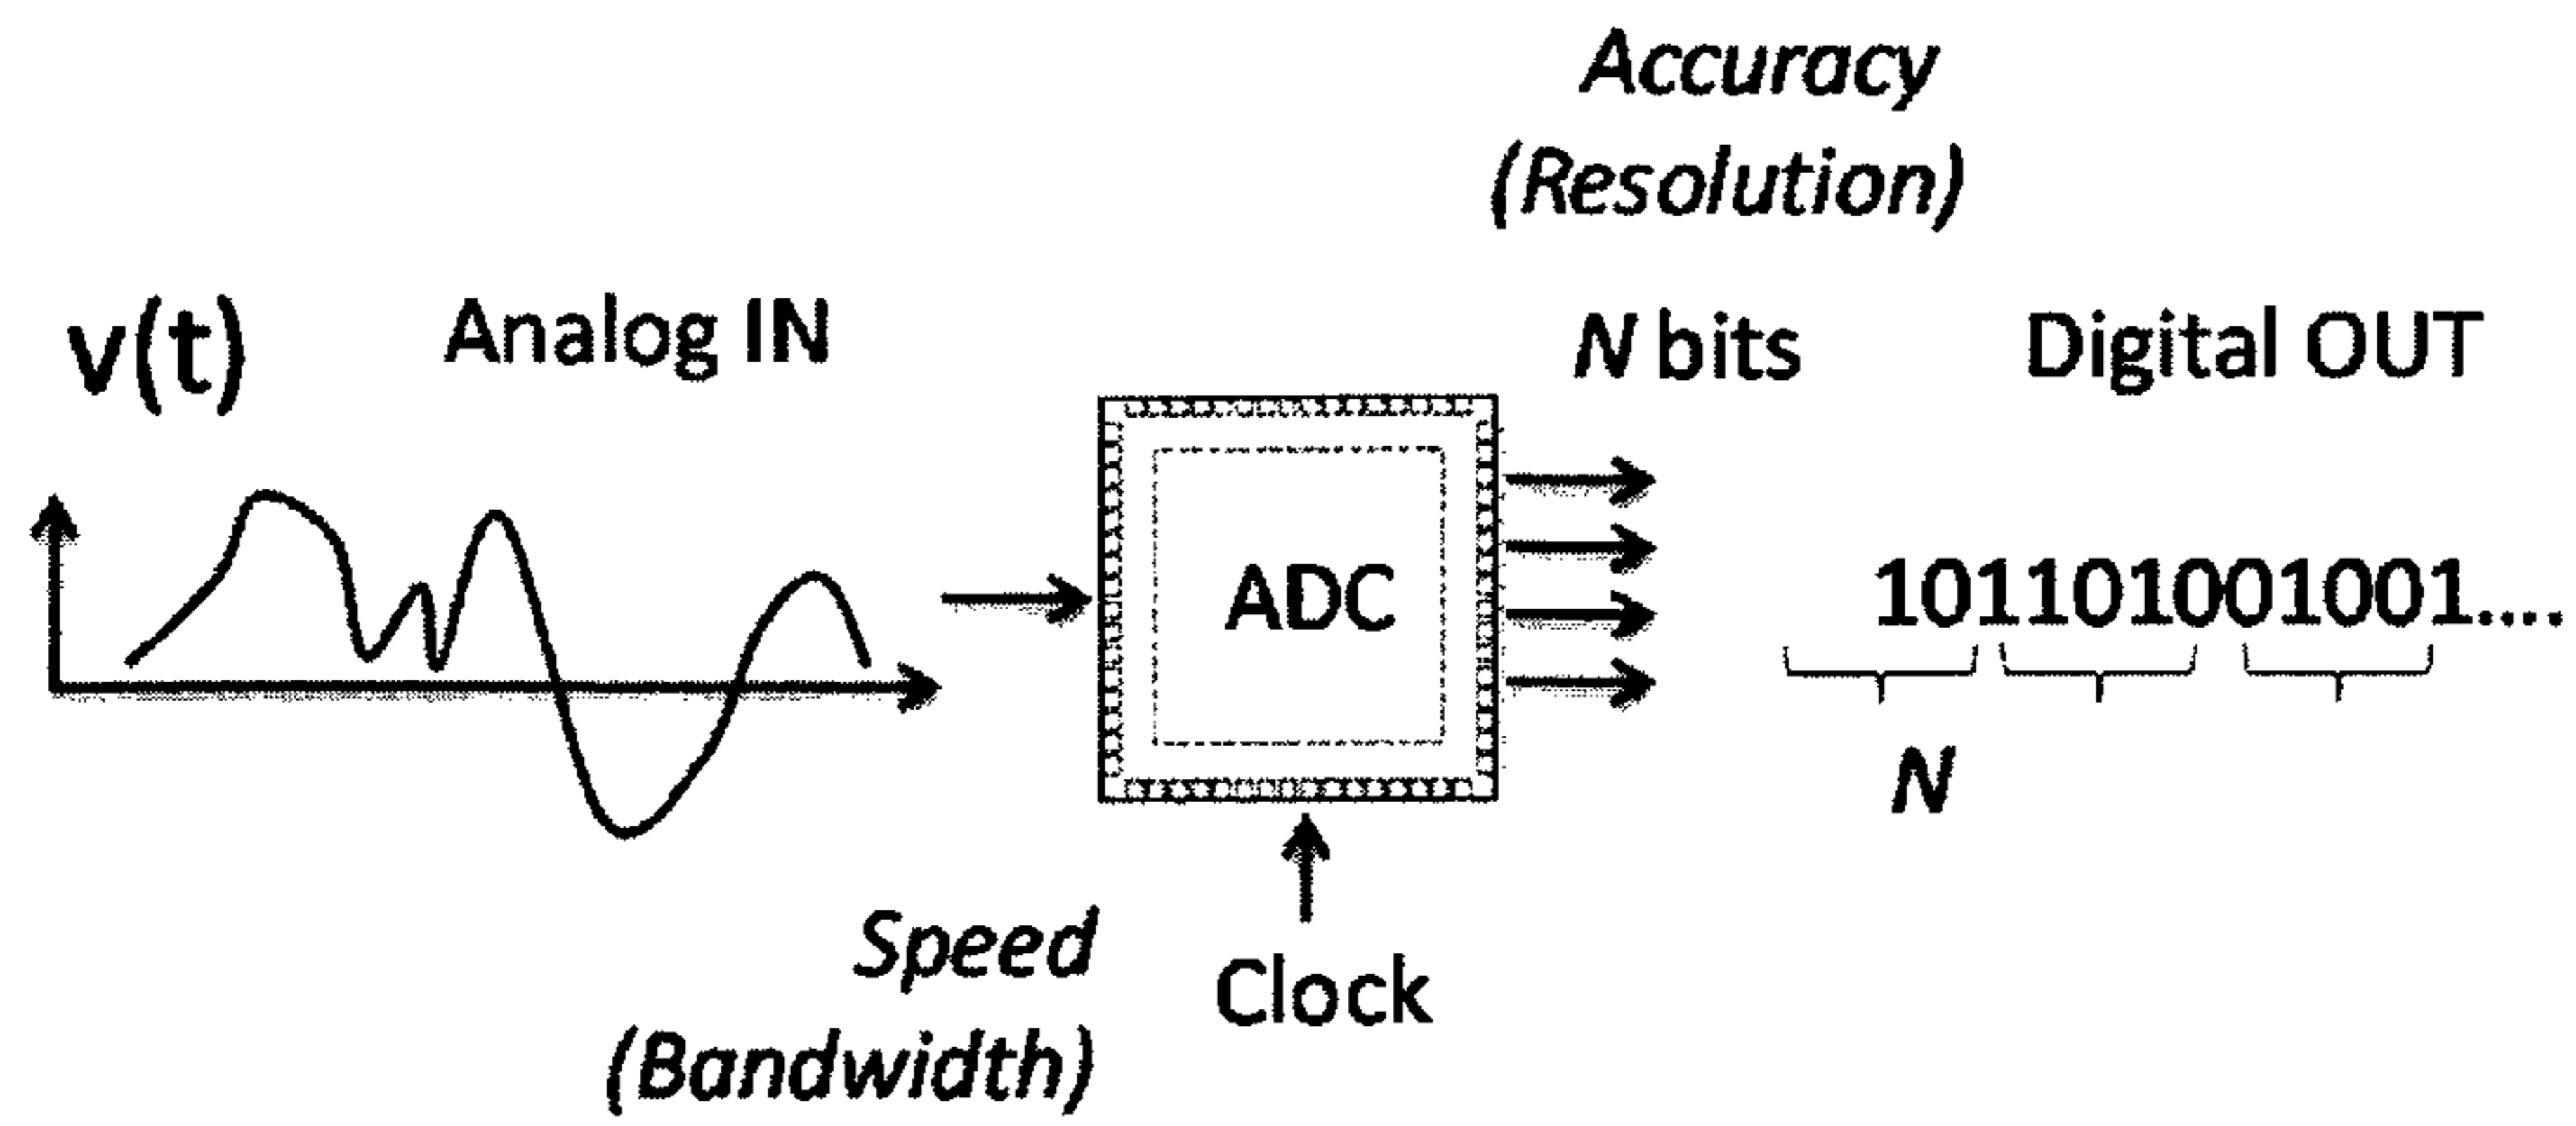 Accuracy
(Resolution)
v(t)
Analog IN
N bits
Digital OUT
ADC
101101001001....
N
Speed
(Bandwidth)
Clock